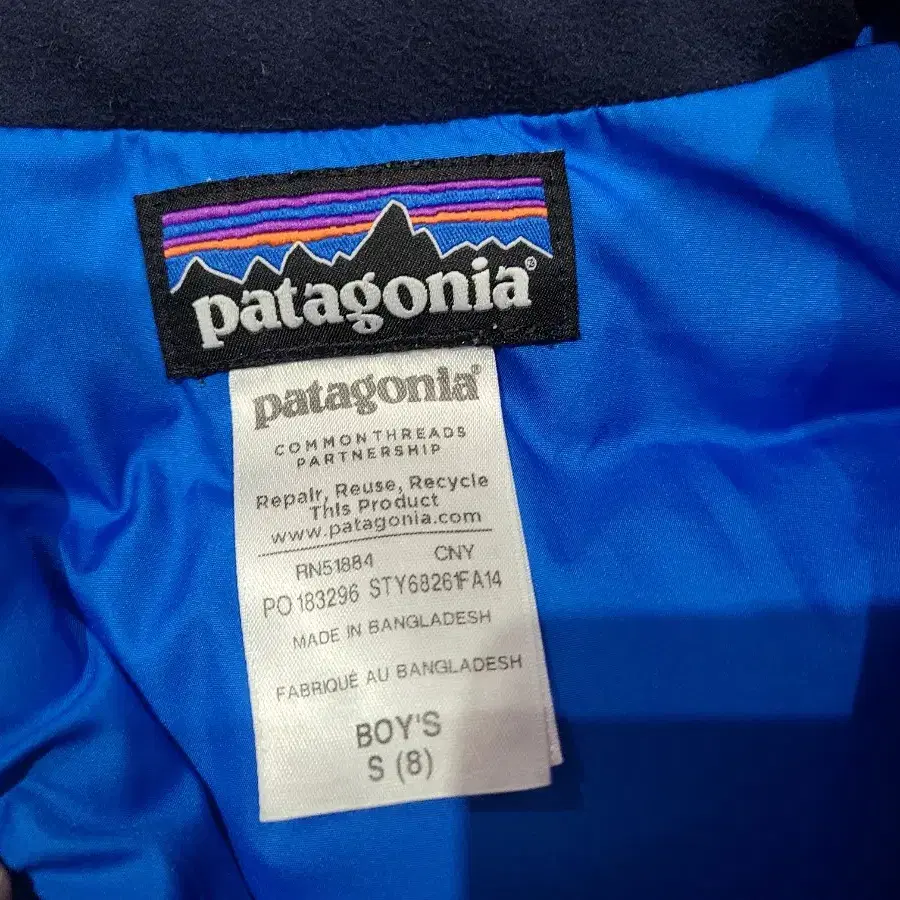 patagonia®
patagonia®
COMMON THREADS
PARTNERSHIP
Repair, Reuse, Recycle
This Product
www.patagonia.com
RN51884 CNY
PO 183296 STY68261FA14
MADE IN BANGLADESH
FABRIQUÉ AU BANGLADESH
BOY'S
S (8)